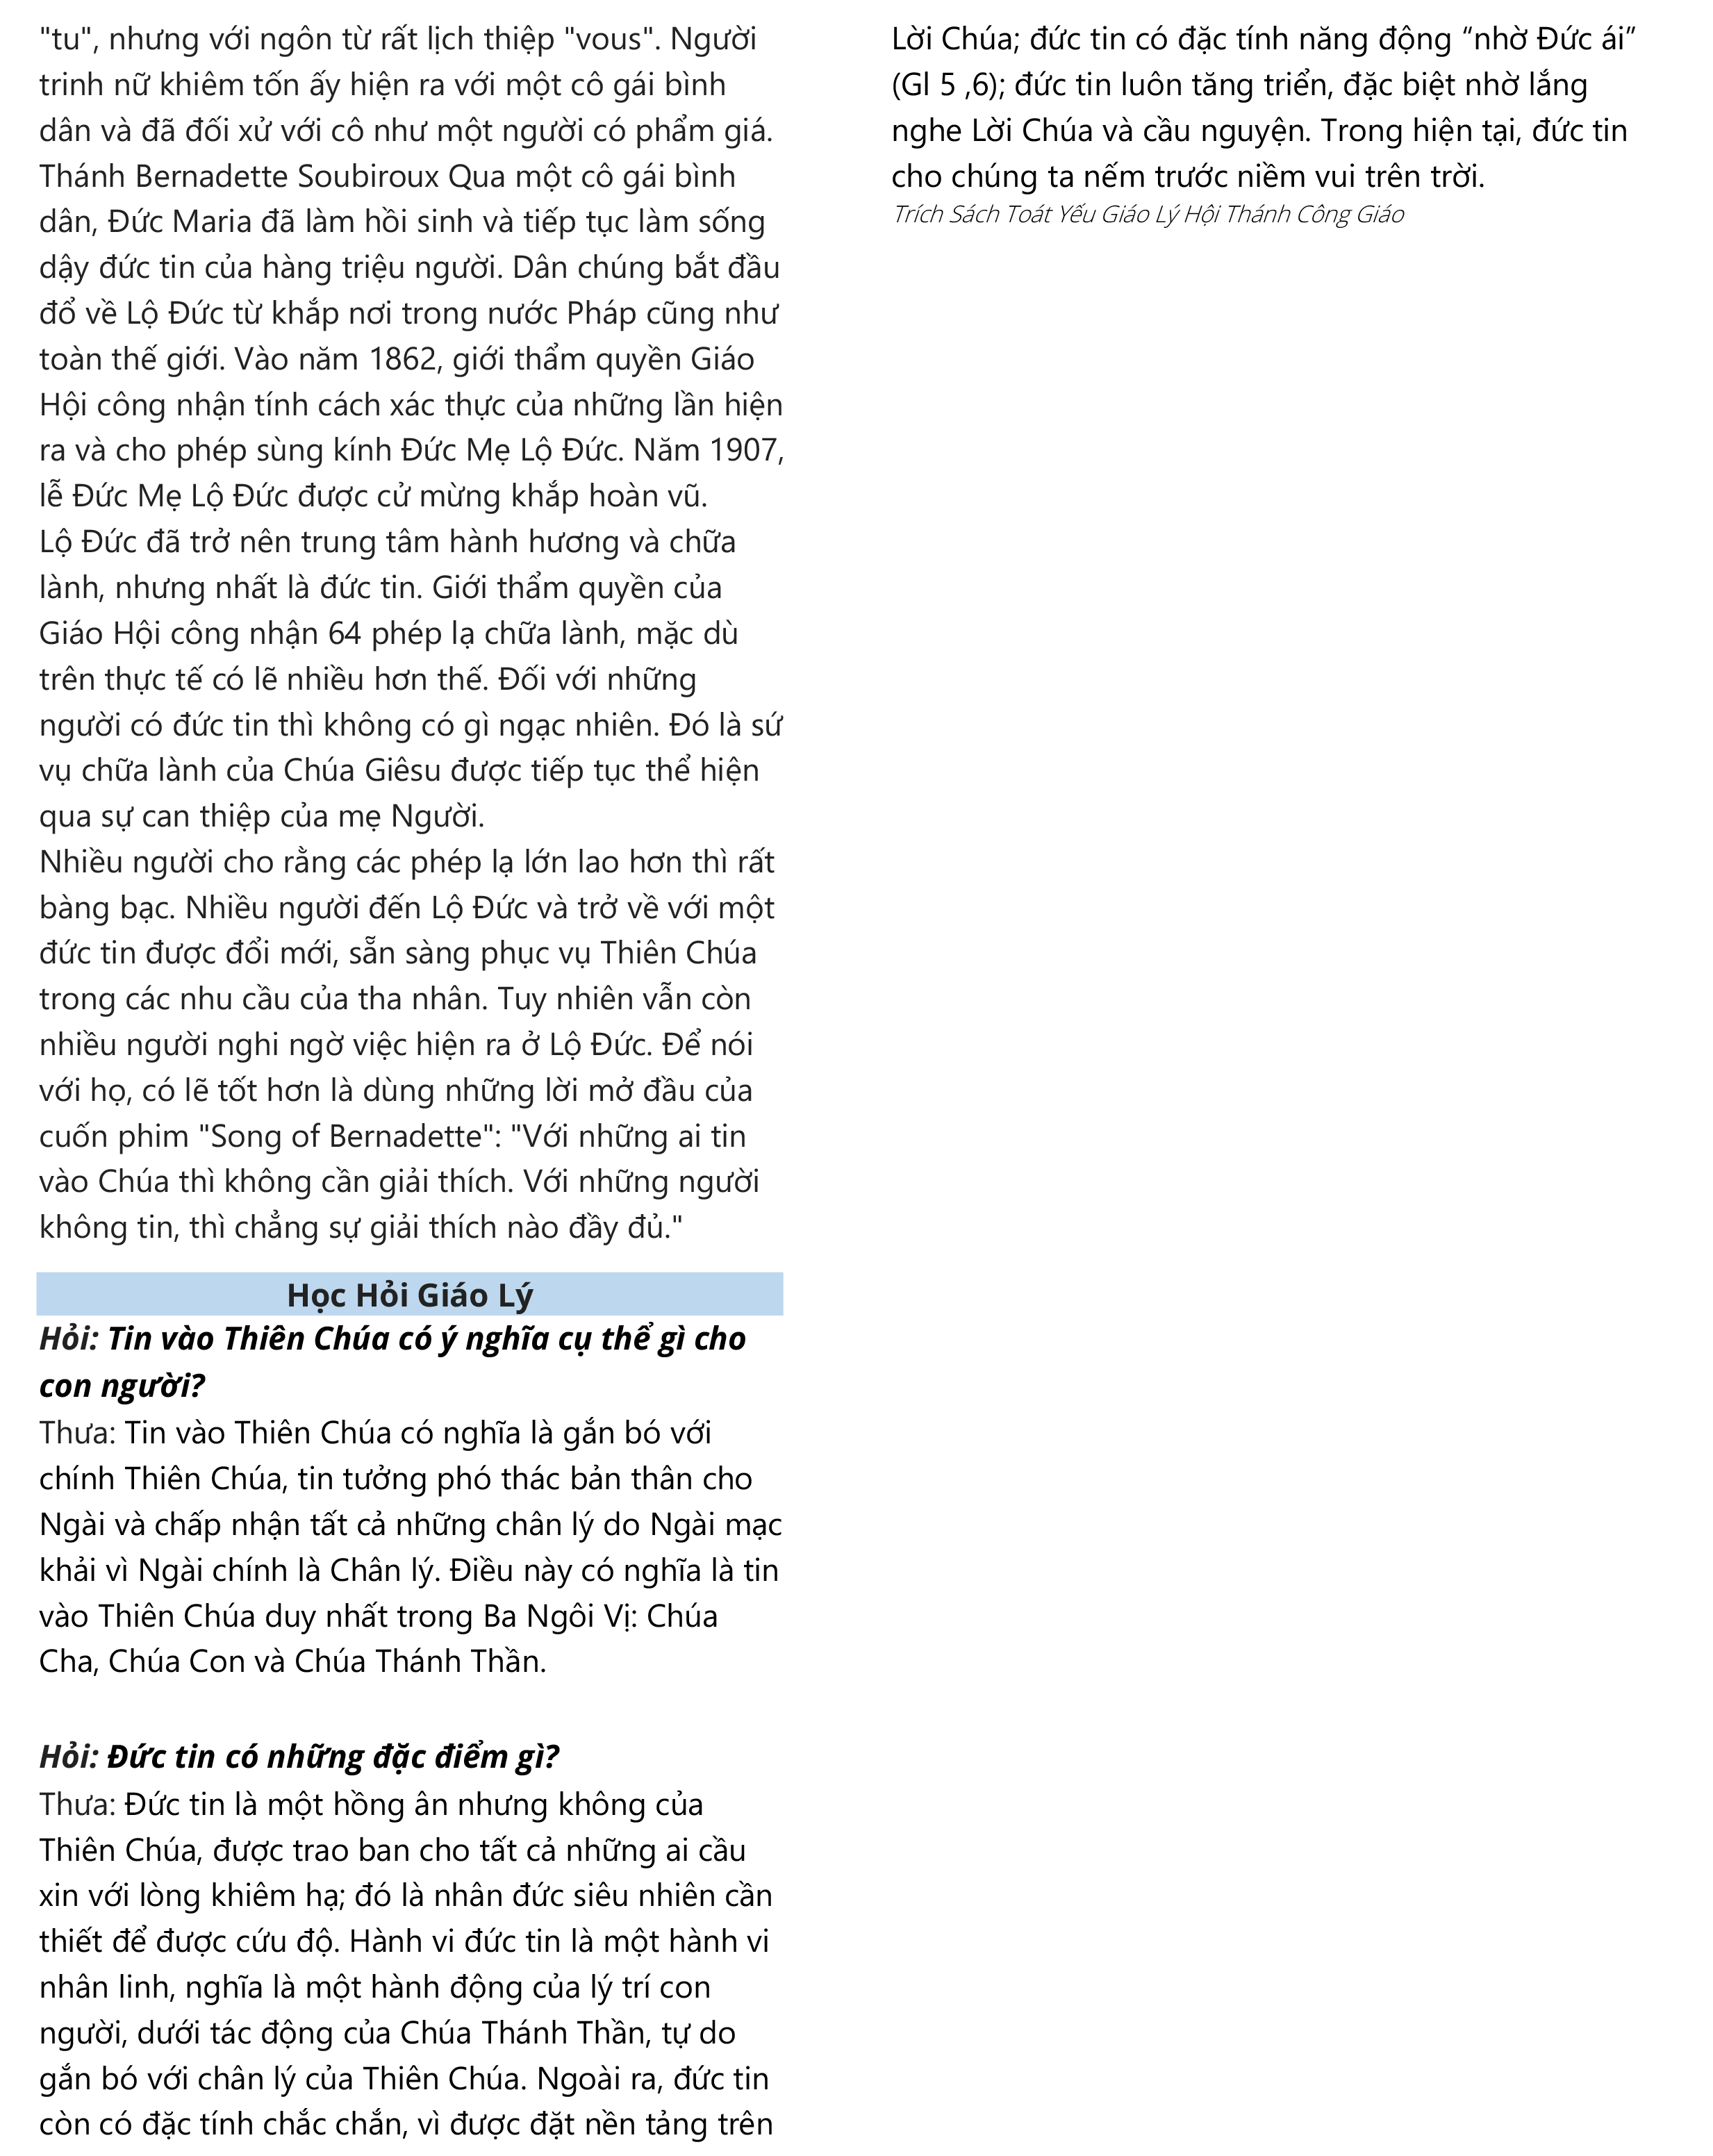 "tu", nhưng với ngôn từ rất lịch thiệp "vous". Người
trinh nữ khiêm tốn ấy hiện ra với một cô gái bình
dân và đã đối xử với cô như một người có phẩm giá.
Thánh Bernadette Soubiroux Qua một cô gái bình
dân, Đức Maria đã làm hồi sinh và tiếp tục làm sống
dậy đức tin của hàng triệu người. Dân chúng bắt đầu
đổ về Lộ Đức từ khắp nơi trong nước Pháp cũng như
toàn thế giới. Vào năm 1862, giới thẩm quyền Giáo
Hội công nhận tính cách xác thực của những lần hiện
ra và cho phép sùng kính Đức Mẹ Lộ Đức. Năm 1907,
lễ Đức Mẹ Lộ Đức được cử mừng khắp hoàn vũ.
Lộ Đức đã trở nên trung tâm hành hương và chữa
lành, nhưng nhất là đức tin. Giới thẩm quyền của
Giáo Hội công nhận 64 phép lạ chữa lành, mặc dù
trên thực tế có lẽ nhiều hơn thế. Đối với những
người có đức tin thì không có gì ngạc nhiên. Đó là sứ
vụ chữa lành của Chúa Giêsu được tiếp tục thể hiện
qua sự can thiệp của mẹ Người.
Nhiều người cho rằng các phép lạ lớn lao hơn thì rất
bàng bạc. Nhiều người đến Lộ Đức và trở về với một
đức tin được đổi mới, sẵn sàng phục vụ Thiên Chúa
trong các nhu cầu của tha nhân. Tuy nhiên vẫn còn
nhiều người nghi ngờ việc hiện ra ở Lộ Đức. Để nói
với họ, có lẽ tốt hơn là dùng những lời mở đầu của
cuốn phim "Song of Bernadette": "Với những ai tin
vào Chúa thì không cần giải thích. Với những người
không tin, thì chẳng sự giải thích nào đầy đủ."
Học Hỏi Giáo Lý
Hỏi: Tin vào Thiên Chúa có ý nghĩa cụ thể gì cho
con người?
Thưa: Tin vào Thiên Chúa có nghĩa là gắn bó với
chính Thiên Chúa, tin tưởng phó thác bản thân cho
Ngài và chấp nhận tất cả những chân lý do Ngài mạc
khải vì Ngài chính là Chân lý. Điều này có nghĩa là tin
vào Thiên Chúa duy nhất trong Ba Ngôi Vị: Chúa
Cha, Chúa Con và Chúa Thánh Thần.
Hỏi: Đức tin có những đặc điểm gì?
Thưa: Đức tin là một hồng ân nhưng không của
Thiên Chúa, được trao ban cho tất cả những ai cầu
xin với lòng khiêm hạ; đó là nhân đức siêu nhiên cần
thiết để được cứu độ. Hành vi đức tin là một hành vi
nhân linh, nghĩa là một hành động của lý trí con
người, dưới tác động của Chúa Thánh Thần, tự do
gắn bó với chân lý của Thiên Chúa. Ngoài ra, đức tin
còn có đặc tính chắc chắn, vì được đặt nền tảng trên
Lời Chúa; đức tin có đặc tính năng động “nhờ Đức ái”
(Gl 5 ,6); đức tin luôn tăng triển, đặc biệt nhờ lắng
nghe Lời Chúa và cầu nguyện. Trong hiện tại, đức tin
cho chúng ta nếm trước niềm vui trên trời.
Trích Sách Toát Yếu Giáo Lý Hội Thánh Công Giáo